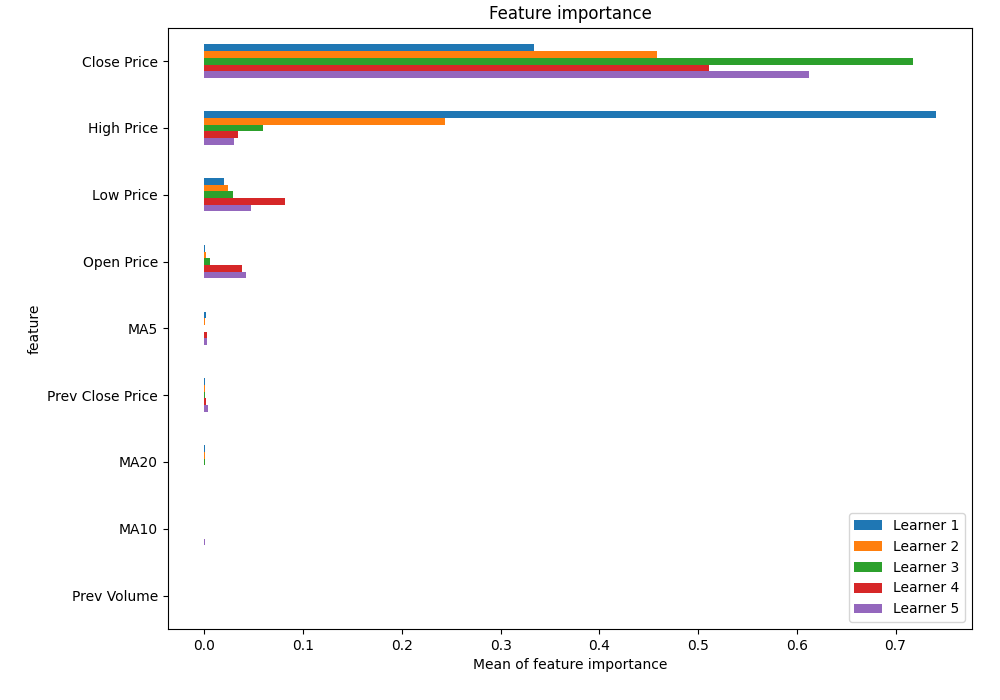 Feature importance
Close Price
High Price
Low Price
Open Price
MA5
Prev Close Price
MA20
MA10
Prev Volume
feature
Learner 1
Learner 2
Learner 3
Learner 4
Learner 5
0.0 0.1 0.2 0.3 0.4 0.5 0.6 0.7
Mean of feature importance